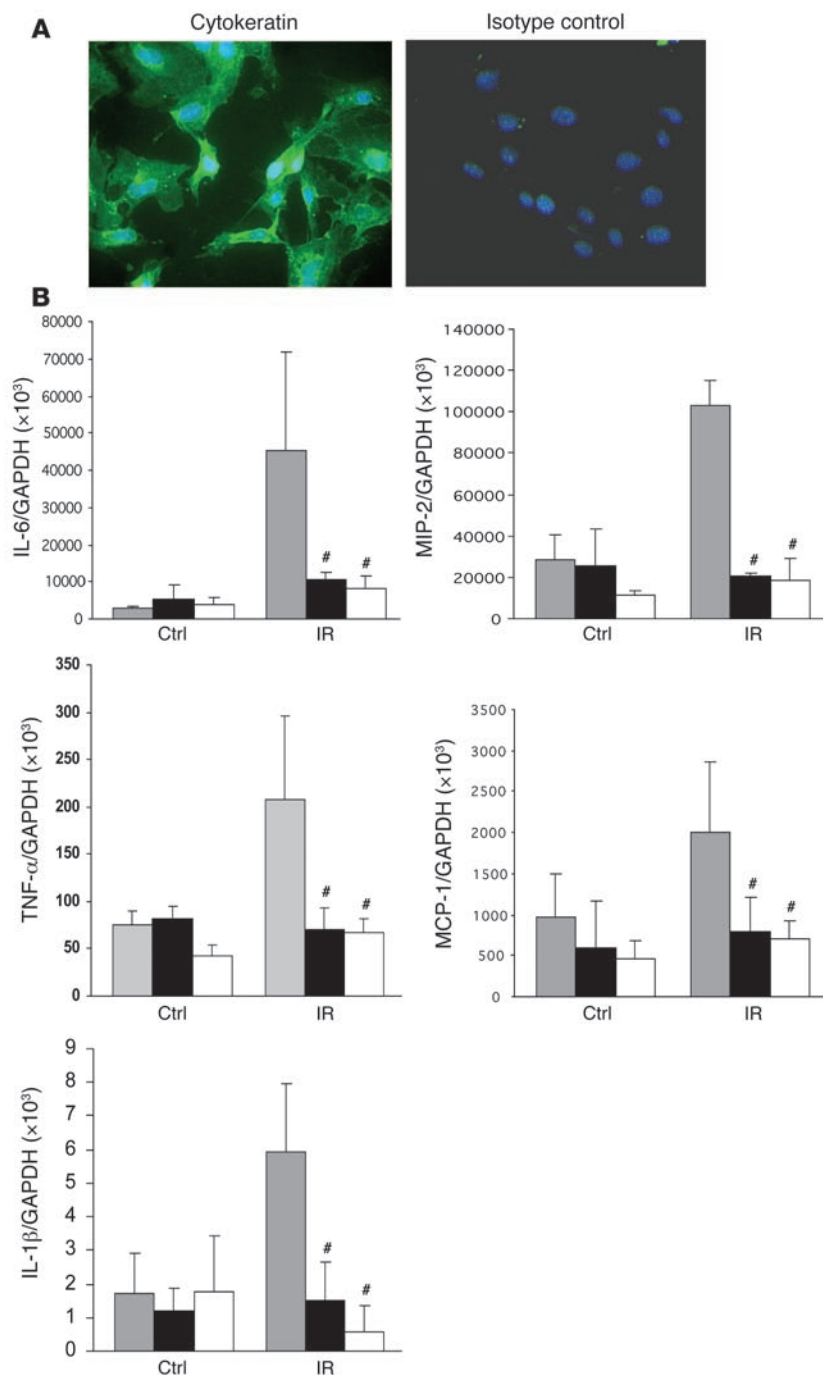 A
Cytokeratin
Isotype control
B
IL-6/GAPDH (×10³)
80000
70000
60000
50000
40000
30000
20000
10000
0
#
#
Ctrl
IR
MIP-2/GAPDH (×10³)
140000
120000
100000
80000
60000
40000
20000
0
#
#
Ctrl
IR
TNF-α/GAPDH (×10³)
350
300
250
200
150
100
50
0
#
#
Ctrl
IR
MCP-1/GAPDH (×10³)
3500
3000
2500
2000
1500
1000
500
0
#
#
Ctrl
IR
IL-1β/GAPDH (×10³)
9
8
7
6
5
4
3
2
1
0
#
#
Ctrl
IR